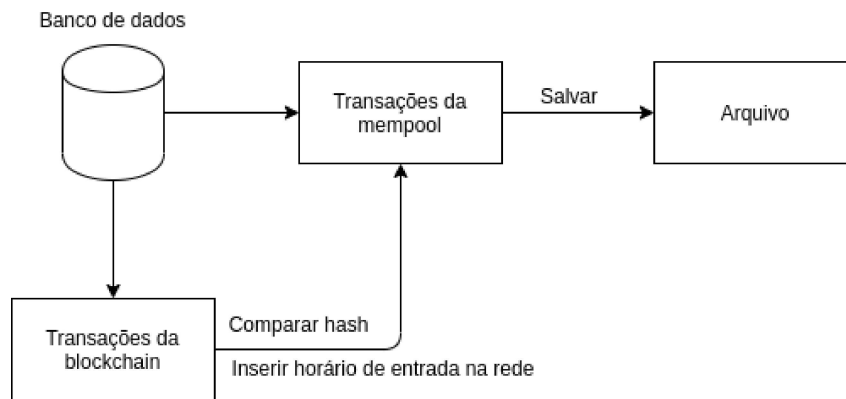 Banco de dados
Transações da
mempool
Salvar
Arquivo
Transações da
blockchain
Comparar hash
Inserir horário de entrada na rede